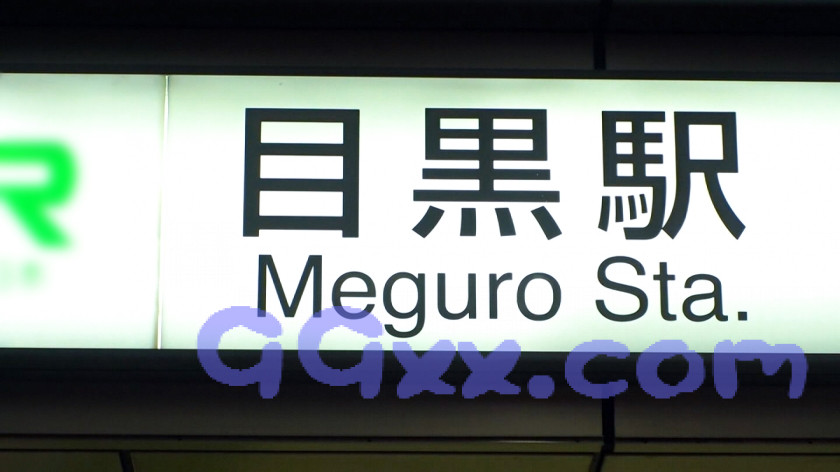 目黒駅
Meguro Sta.
GGxx.com